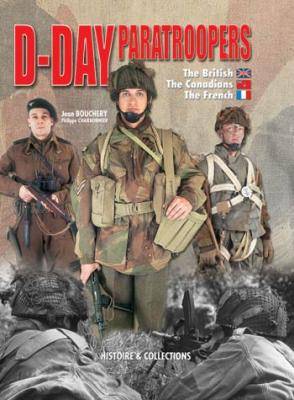 D-DAY PARATROOPERS
The British
The Canadians
The French
Jean BOUCHERY
Philippe CHARBONNIER
HISTOIRE & COLLECTIONS